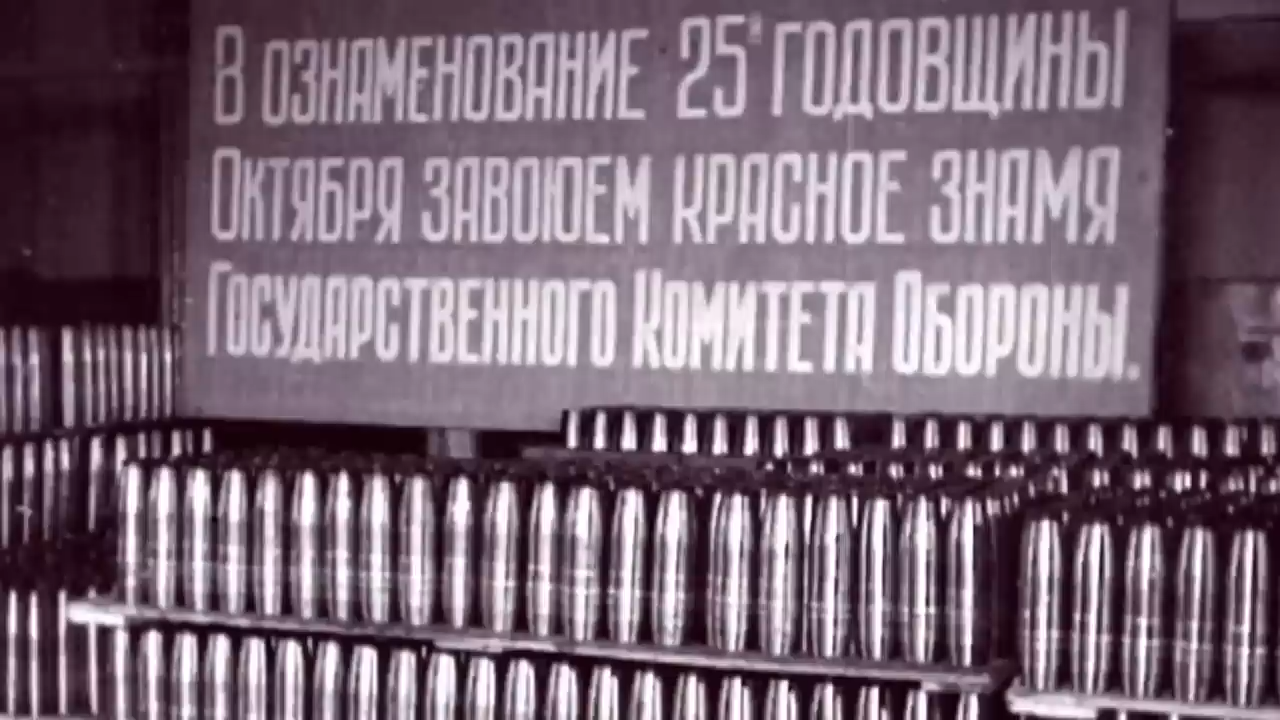 В ознаменование 25й годовщины
Октября завоюем красное знамя
Государственного Комитета Обороны.